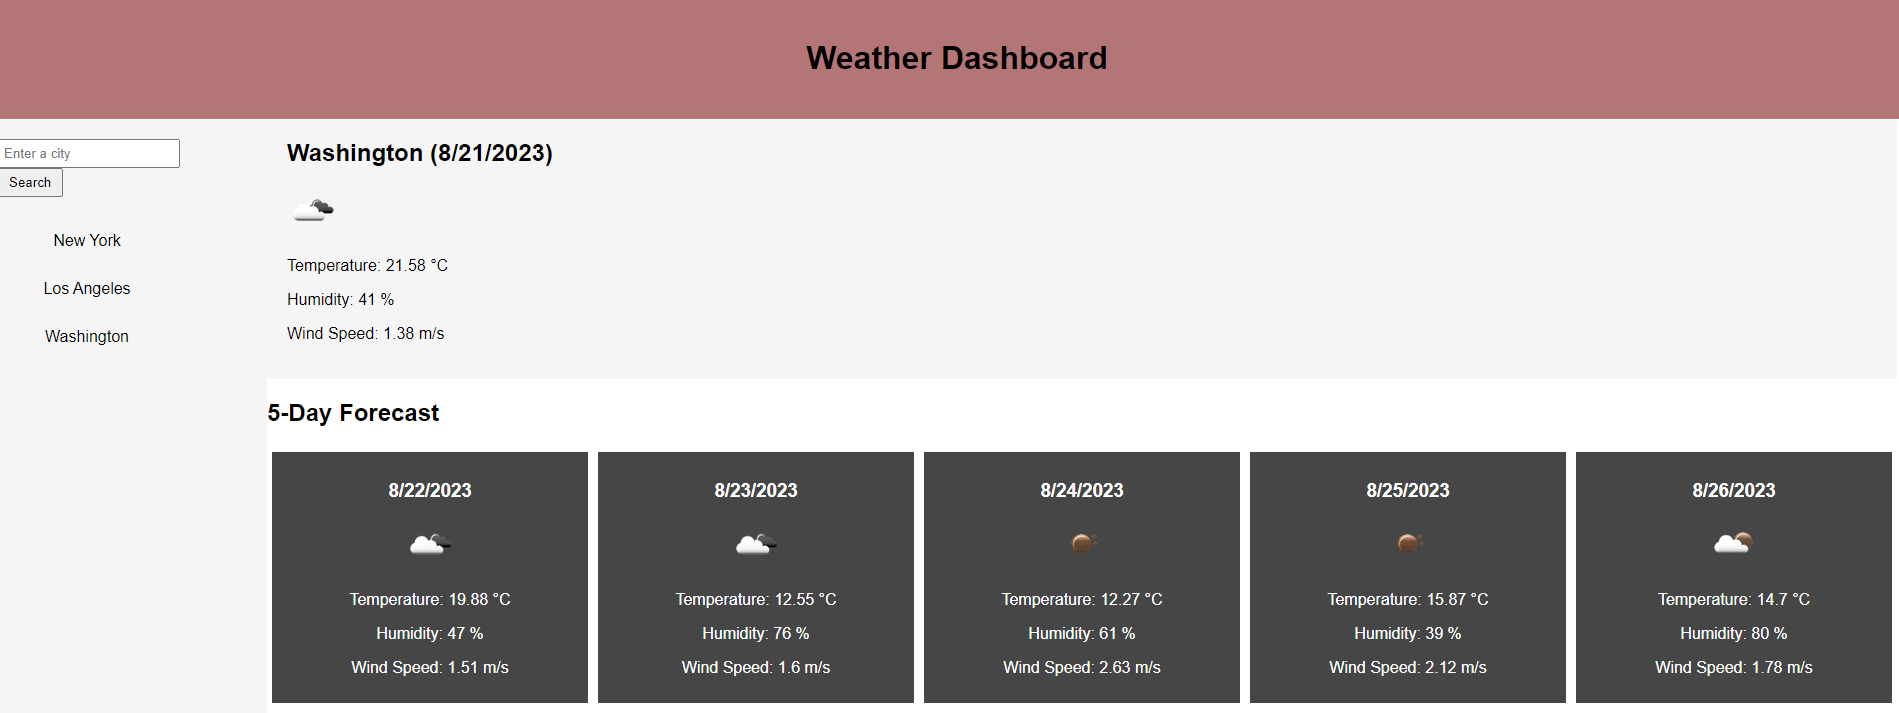 Weather Dashboard
Enter a city
Search
New York
Los Angeles
Washington
Washington (8/21/2023)
Temperature: 21.58 °C
Humidity: 41 %
Wind Speed: 1.38 m/s
5-Day Forecast
8/22/2023
Temperature: 19.88 °C
Humidity: 47 %
Wind Speed: 1.51 m/s
8/23/2023
Temperature: 12.55 °C
Humidity: 76 %
Wind Speed: 1.6 m/s
8/24/2023
Temperature: 12.27 °C
Humidity: 61 %
Wind Speed: 2.63 m/s
8/25/2023
Temperature: 15.87 °C
Humidity: 39 %
Wind Speed: 2.12 m/s
8/26/2023
Temperature: 14.7 °C
Humidity: 80 %
Wind Speed: 1.78 m/s